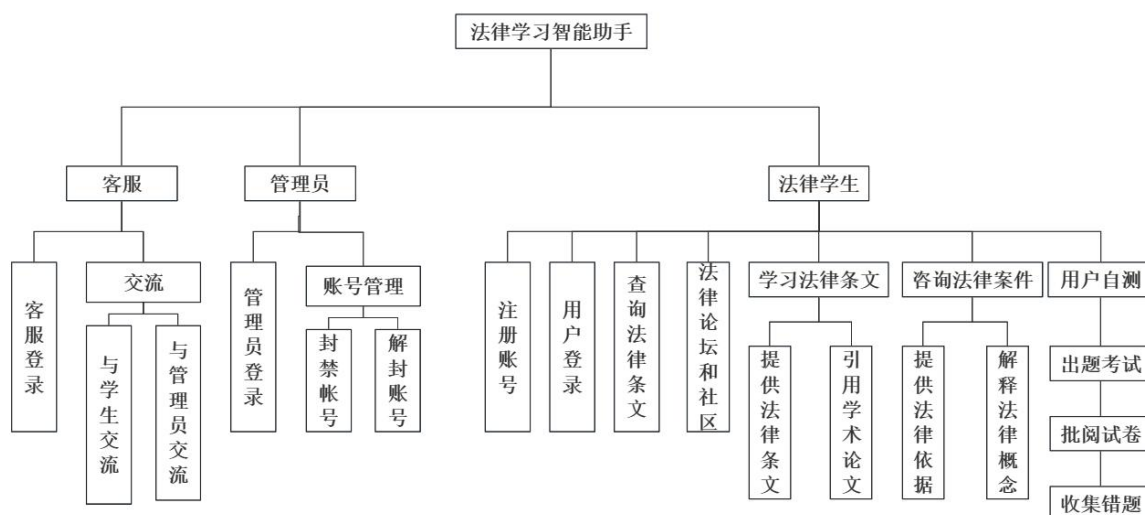 法律学习智能助手
客服
管理员
法律学生
客服登录
交流
与学生交流
与管理员交流
管理员登录
账号管理
封禁帐号
解封账号
注册账号
用户登录
查询法律条文
法律论坛和社区
学习法律条文
提供法律条文
引用学术论文
咨询法律案件
提供法律依据
解释法律概念
用户自测
出题考试
批阅试卷
收集错题